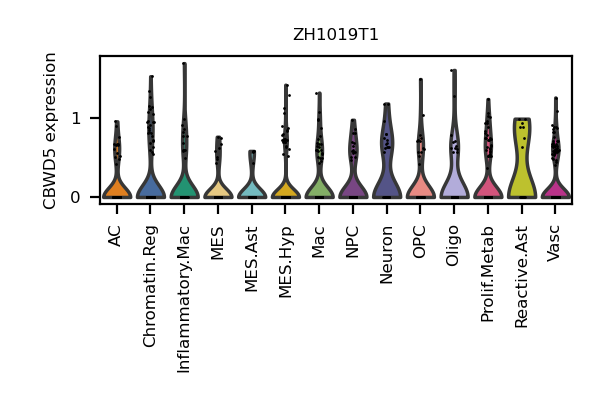 ZH1019T1
CBWD5 expression
1
0
AC
Chromatin.Reg
Inflammatory.Mac
MES
MES.Ast
MES.Hyp
Mac
NPC
Neuron
OPC
Oligo
Prolif.Metab
Reactive.Ast
Vasc